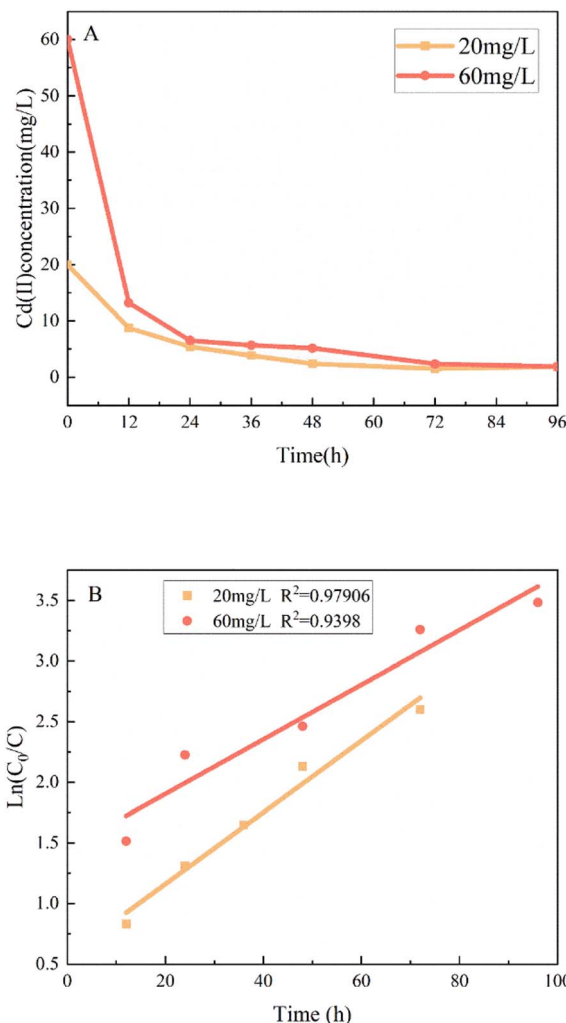 A
20mg/L
60mg/L
Cd(II)concentration(mg/L)
60
50
40
30
20
10
0
0 12 24 36 48 60 72 84 96
Time(h)
B
20mg/L R²=0.97906
60mg/L R²=0.9398
Ln(C₀/C)
3.5
3.0
2.5
2.0
1.5
1.0
0.5
0 20 40 60 80 100
Time (h)